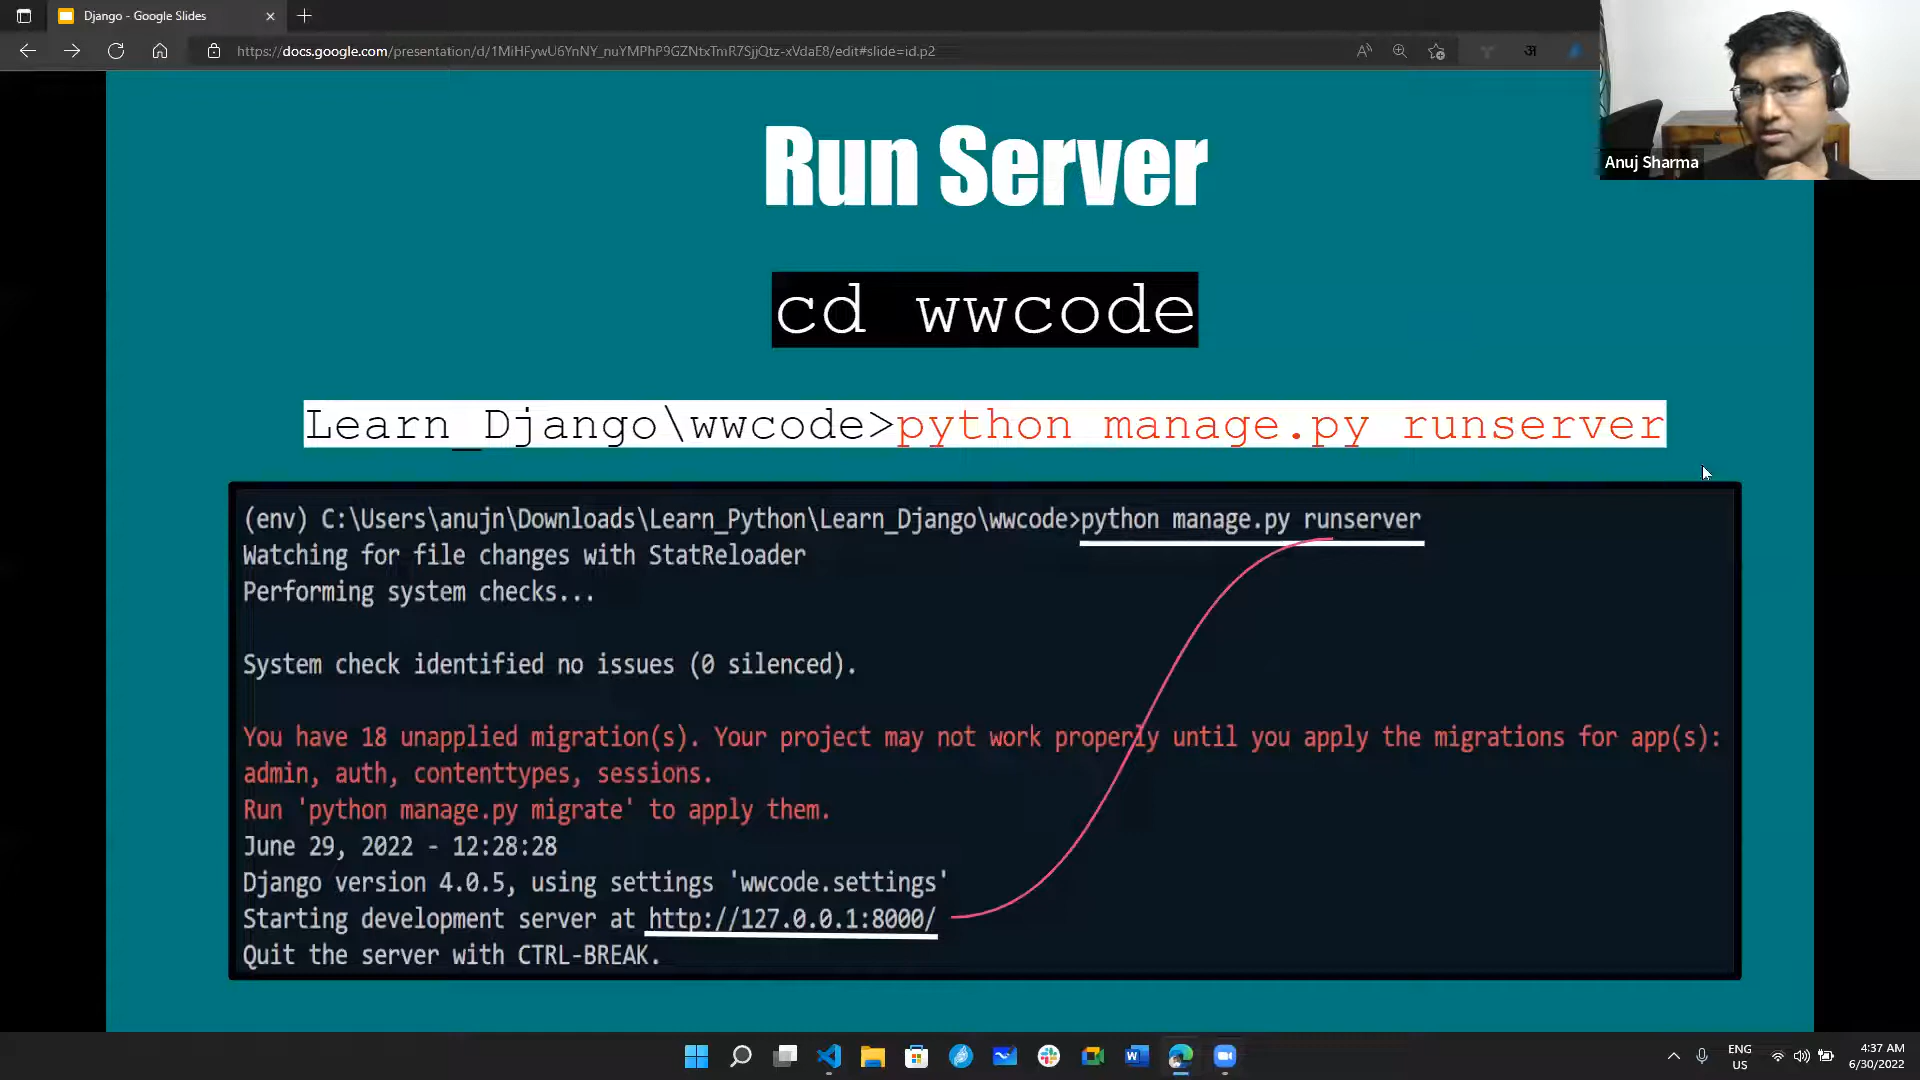 Django - Google Slides
https://docs.google.com/presentation/d/1MiHFywU6YnNY_nuYMPhP9GZNtxTmR7SjjQtz-xVdaE8/edit#slide=id.p2
Anuj Sharma
Run Server
cd wwcode
Learn_Django\wwcode>python manage.py runserver
(env) C:\Users\anujn\Downloads\Learn_Python\Learn_Django\wwcode>python manage.py runserver
Watching for file changes with StatReloader
Performing system checks...
System check identified no issues (0 silenced).
You have 18 unapplied migration(s). Your project may not work properly until you apply the migrations for app(s):
admin, auth, contenttypes, sessions.
Run 'python manage.py migrate' to apply them.
June 29, 2022 - 12:28:28
Django version 4.0.5, using settings 'wwcode.settings'
Starting development server at http://127.0.0.1:8000/
Quit the server with CTRL-BREAK.
ENG
US
4:37 AM
6/30/2022